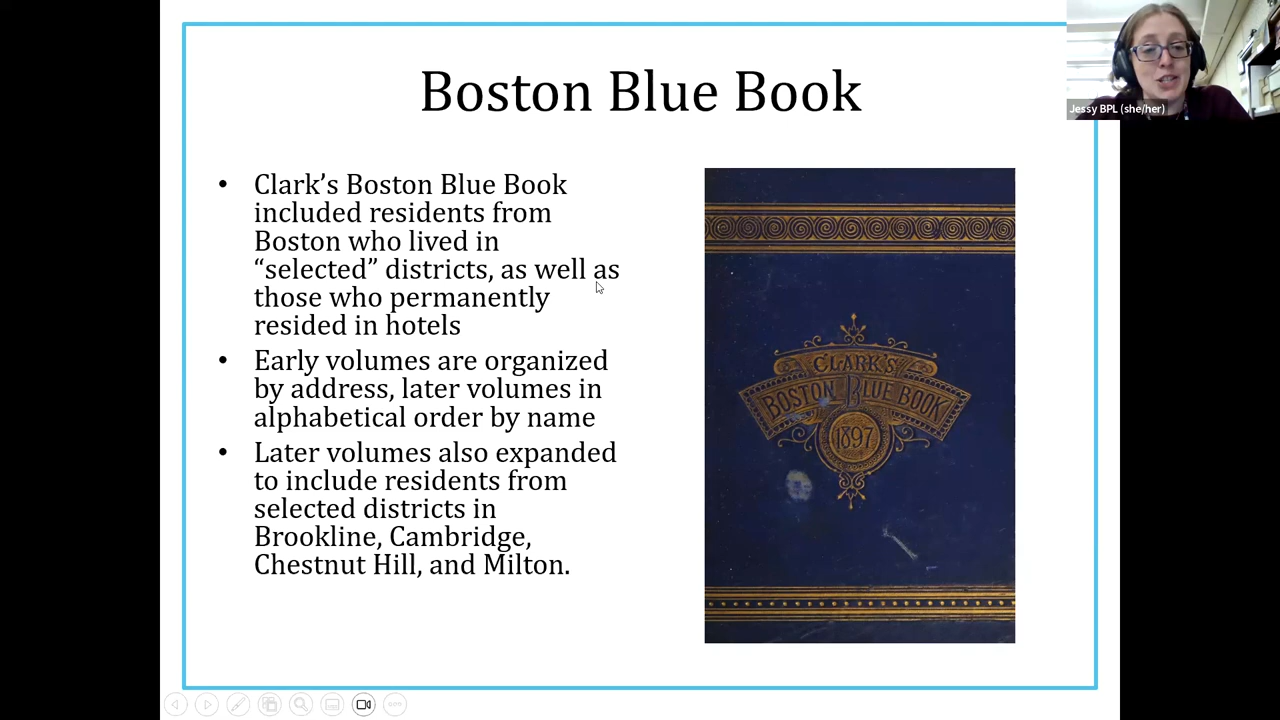 Boston Blue Book
Jessy BPL (she/her)
• Clark’s Boston Blue Book
included residents from
Boston who lived in
“selected” districts, as well as
those who permanently
resided in hotels
• Early volumes are organized
by address, later volumes in
alphabetical order by name
• Later volumes also expanded
to include residents from
selected districts in
Brookline, Cambridge,
Chestnut Hill, and Milton.
CLARK'S
BOSTON BLUE BOOK
1897